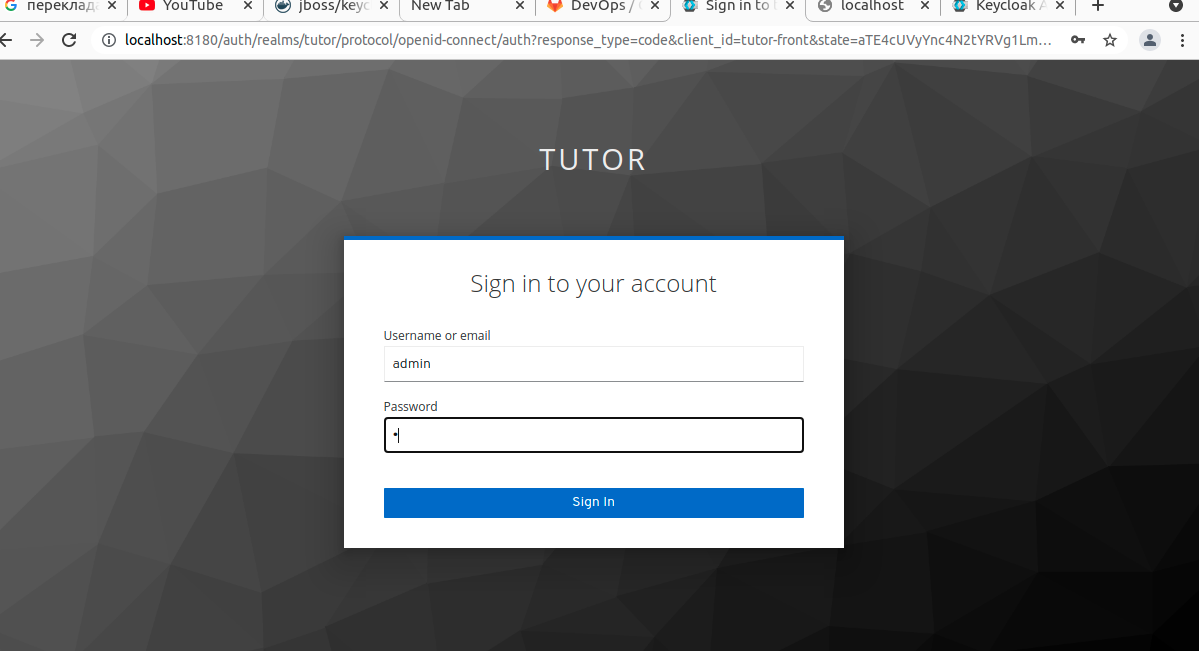 переклада
YouTube
jboss/keyc
New Tab
DevOps /
Sign in to
localhost
Keycloak A
localhost:8180/auth/realms/tutor/protocol/openid-connect/auth?response_type=code&client_id=tutor-front&state=aTE4cUVyYnc4N2tYRVg1Lm...
TUTOR
Sign in to your account
Username or email
admin
Password
Sign In